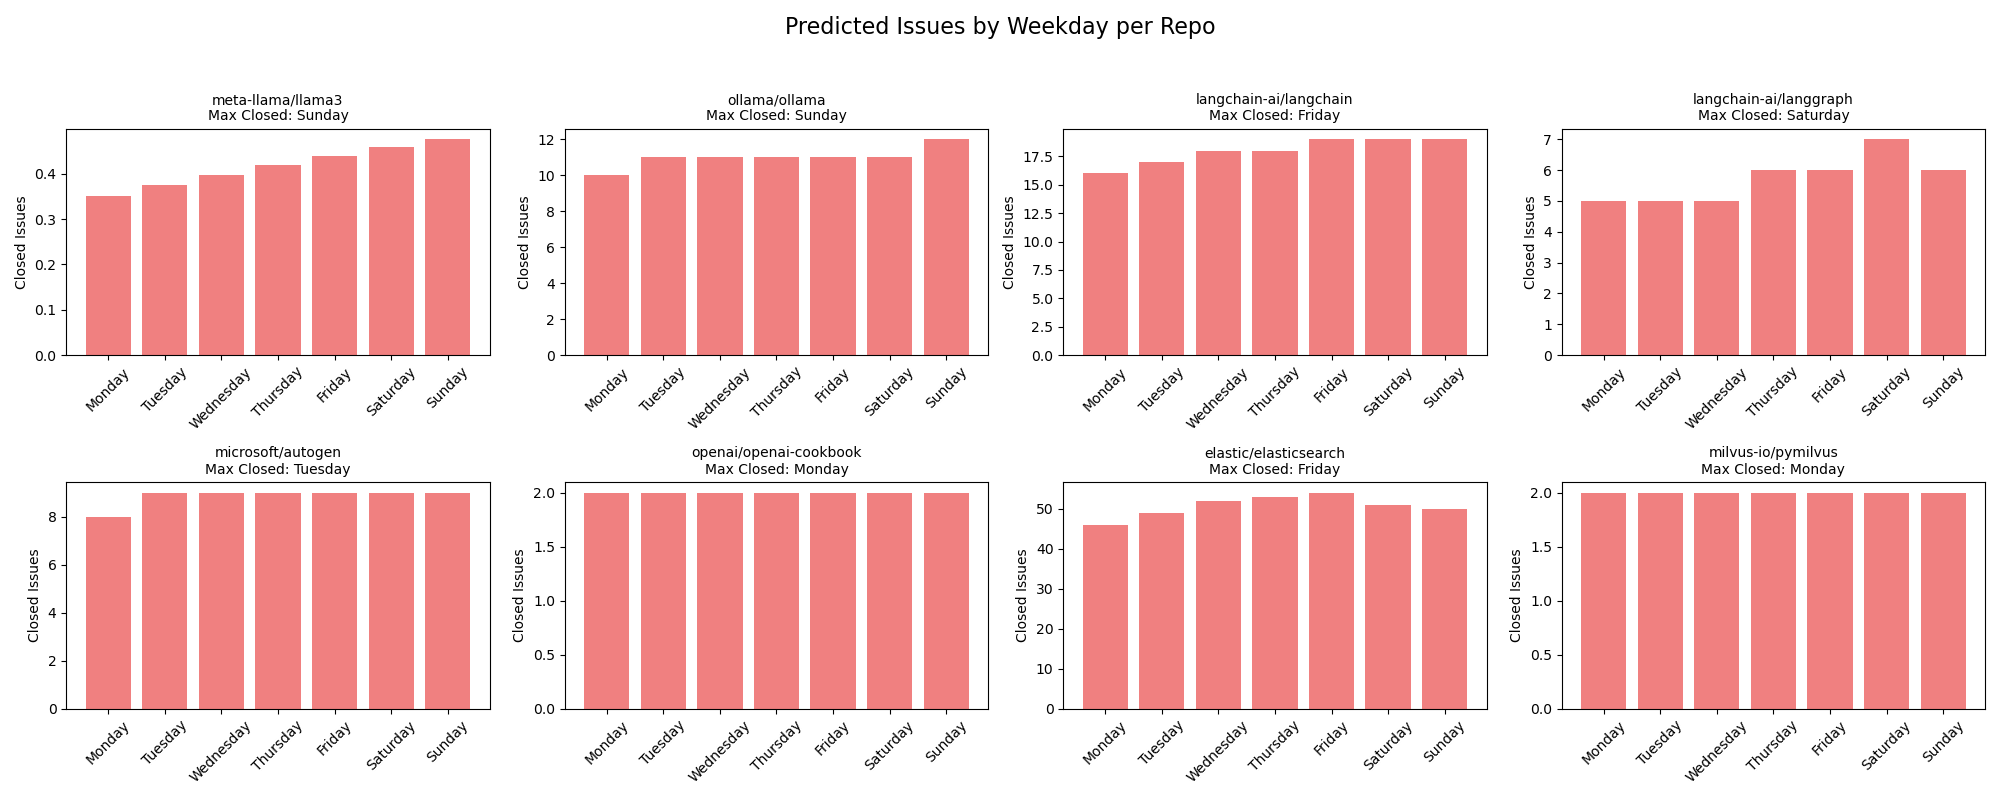 Predicted Issues by Weekday per Repo
meta-llama/llama3
Max Closed: Sunday
Closed Issues
0.4
0.3
0.2
0.1
0.0
Monday
Tuesday
Wednesday
Thursday
Friday
Saturday
Sunday
ollama/ollama
Max Closed: Sunday
Closed Issues
12
10
8
6
4
2
0
Monday
Tuesday
Wednesday
Thursday
Friday
Saturday
Sunday
langchain-ai/langchain
Max Closed: Friday
Closed Issues
17.5
15.0
12.5
10.0
7.5
5.0
2.5
0.0
Monday
Tuesday
Wednesday
Thursday
Friday
Saturday
Sunday
langchain-ai/langgraph
Max Closed: Saturday
Closed Issues
7
6
5
4
3
2
1
0
Monday
Tuesday
Wednesday
Thursday
Friday
Saturday
Sunday
microsoft/autogen
Max Closed: Tuesday
Closed Issues
8
6
4
2
0
Monday
Tuesday
Wednesday
Thursday
Friday
Saturday
Sunday
openai/openai-cookbook
Max Closed: Monday
Closed Issues
2.0
1.5
1.0
0.5
0.0
Monday
Tuesday
Wednesday
Thursday
Friday
Saturday
Sunday
elastic/elasticsearch
Max Closed: Friday
Closed Issues
50
40
30
20
10
0
Monday
Tuesday
Wednesday
Thursday
Friday
Saturday
Sunday
milvus-io/pymilvus
Max Closed: Monday
Closed Issues
2.0
1.5
1.0
0.5
0.0
Monday
Tuesday
Wednesday
Thursday
Friday
Saturday
Sunday